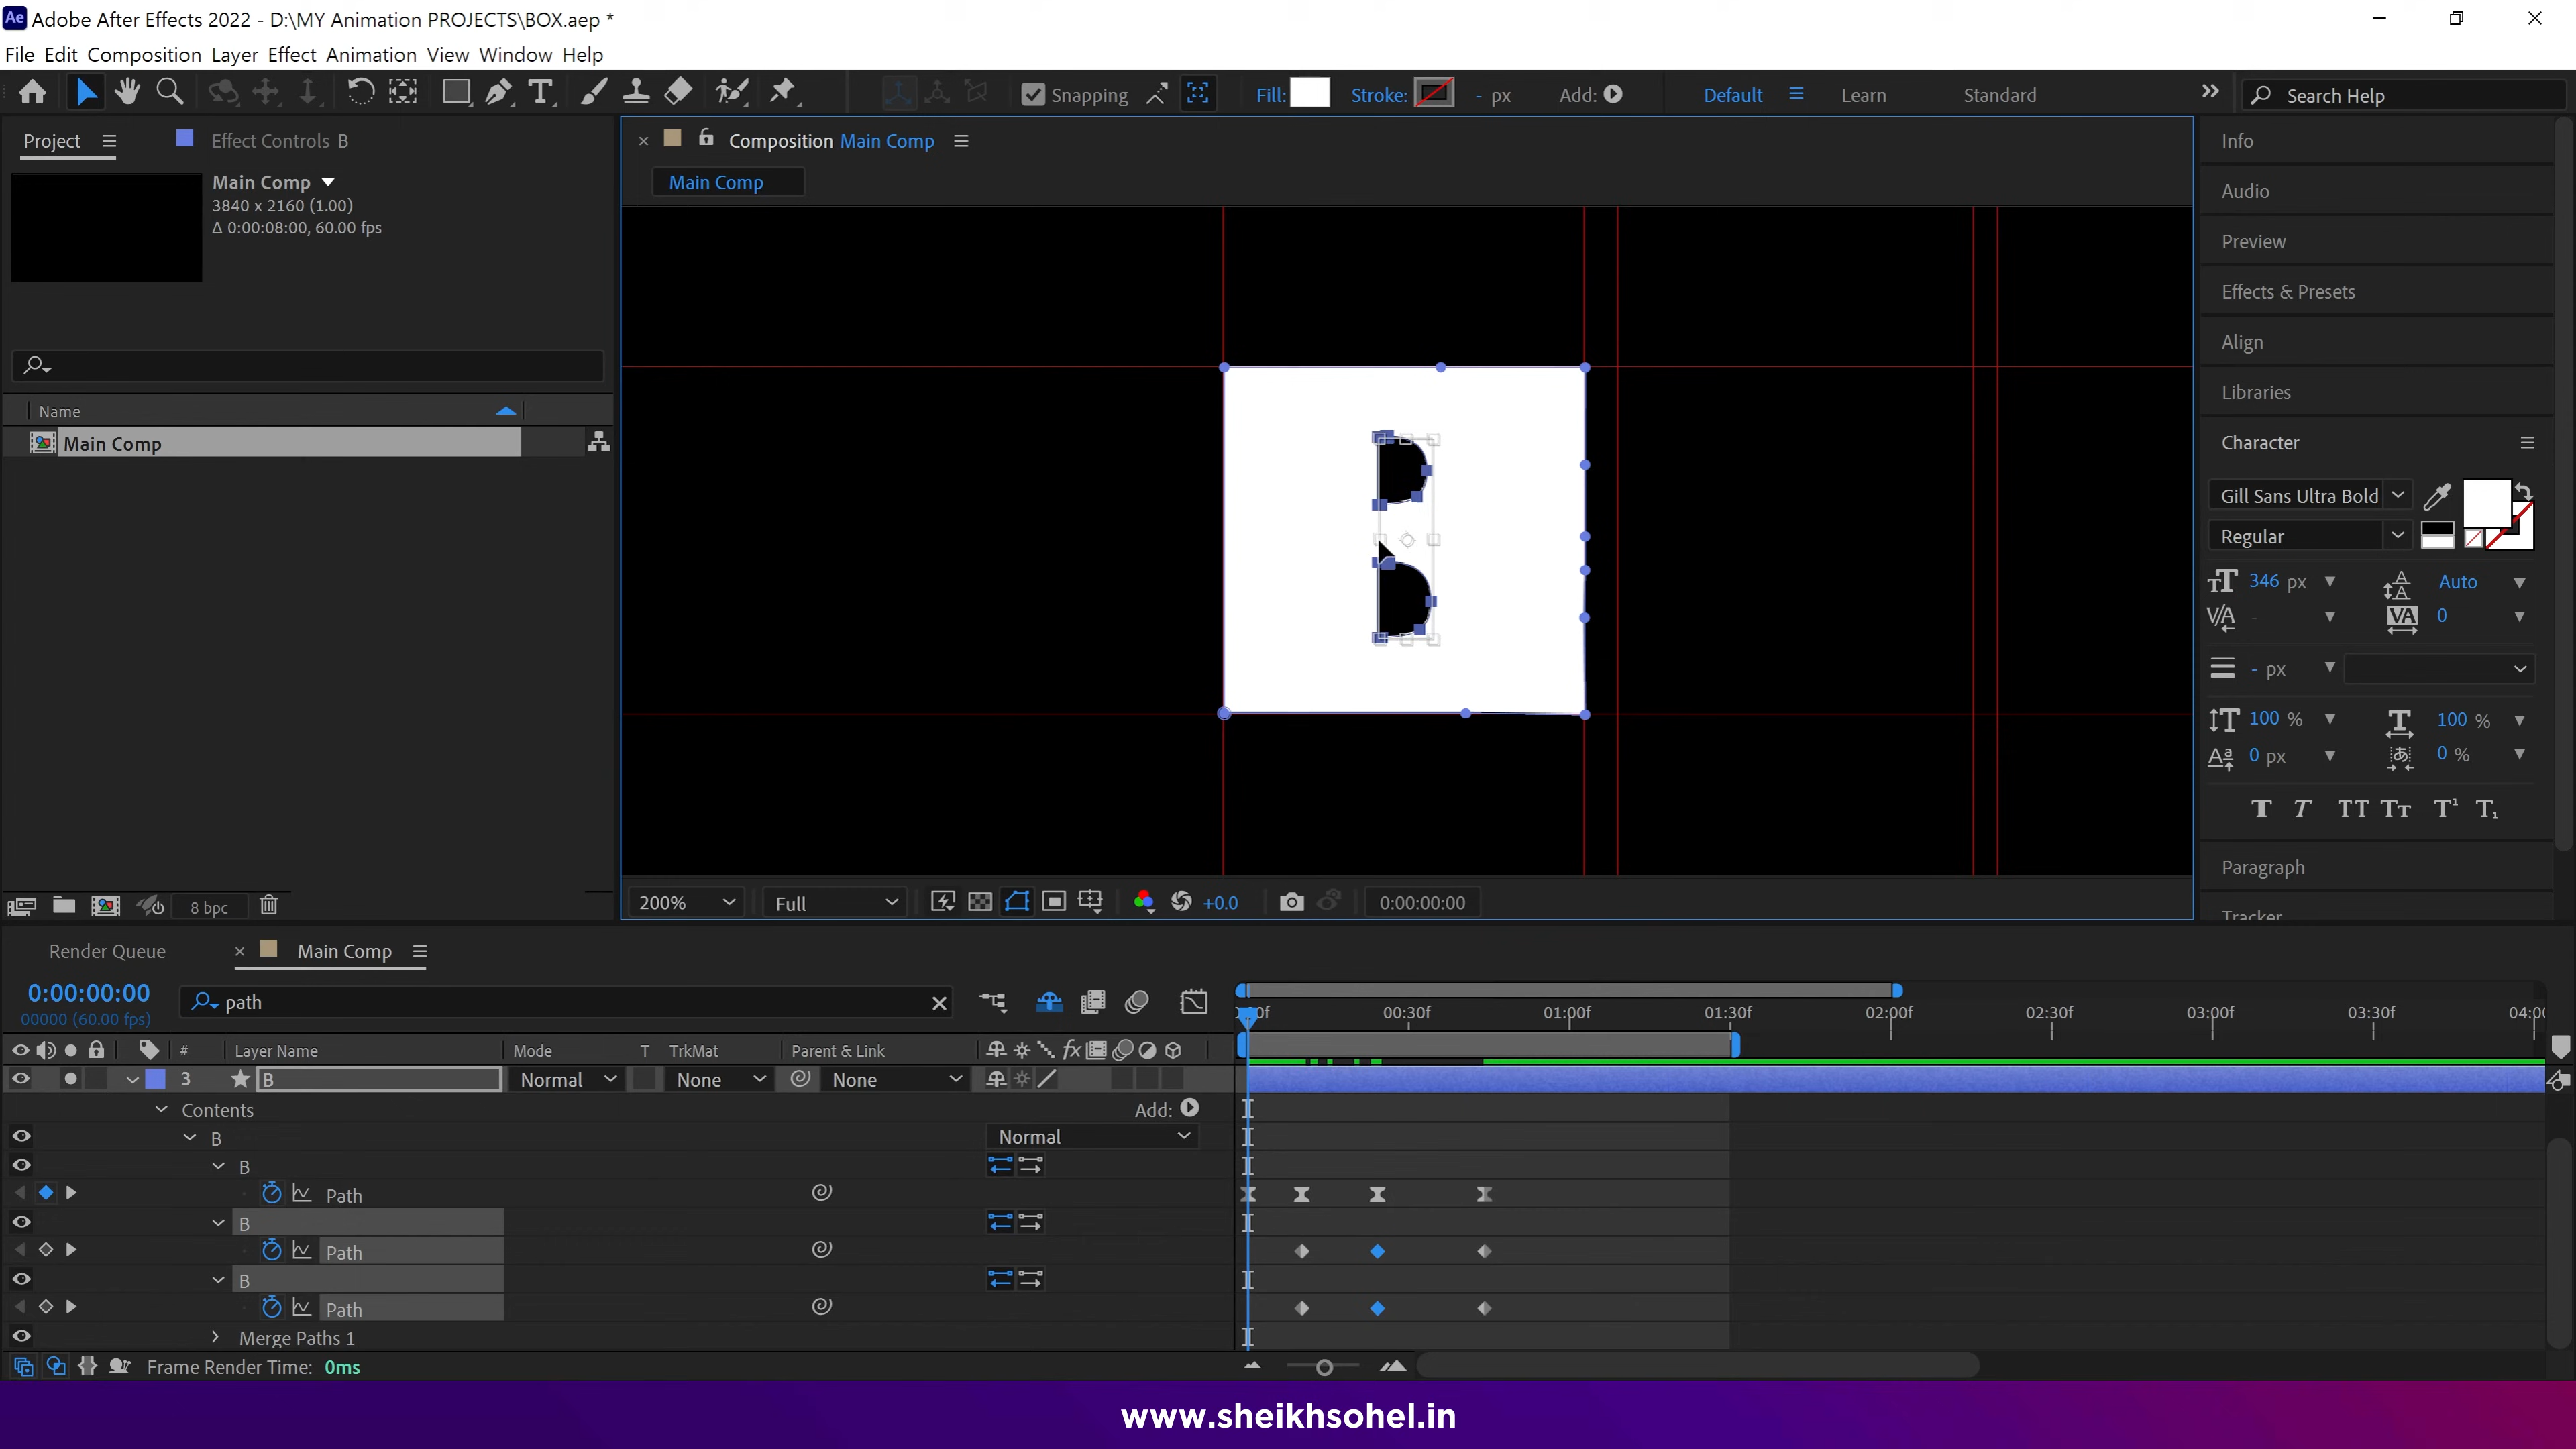 Adobe After Effects 2022 - D:\MY Animation PROJECTS\BOX.aep *
File Edit Composition Layer Effect Animation View Window Help
Snapping Fill: Stroke: - px Add: Default Learn Standard Search Help
Project Effect Controls B
Composition Main Comp
Main Comp
Main Comp
3840 x 2160 (1.00)
Δ 0:00:08:00, 60.00 fps
Name
Main Comp
8 bpc
200% Full +0.0 0:00:00:00
Info
Audio
Preview
Effects & Presets
Align
Libraries
Character
Gill Sans Ultra Bold
Regular
346 px Auto
- 0
- px
100 % 100 %
0 px 0 %
T T TT Tт T¹ T₁
Paragraph
Tracker
Render Queue Main Comp
0:00:00:00 path
00000 (60.00 fps)
00:30f 01:00f 01:30f 02:00f 02:30f 03:00f 03:30f
# Layer Name Mode T TrkMat Parent & Link
3 B Normal None None
Contents Add:
B Normal
B
Path
B
Path
B
Path
Merge Paths 1
Frame Render Time: 0ms
www.sheikhsohel.in